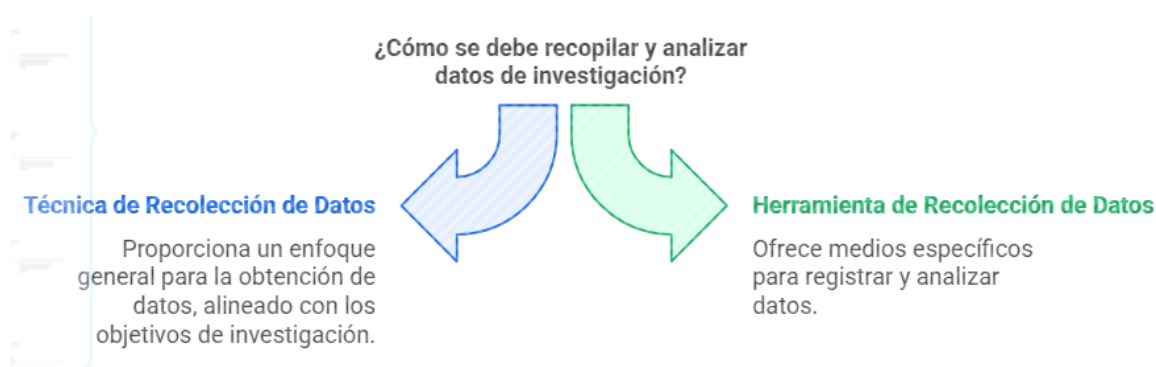 ¿Cómo se debe recopilar y analizar
datos de investigación?
Técnica de Recolección de Datos
Proporciona un enfoque
general para la obtención de
datos, alineado con los
objetivos de investigación.
Herramienta de Recolección de Datos
Ofrece medios específicos
para registrar y analizar
datos.